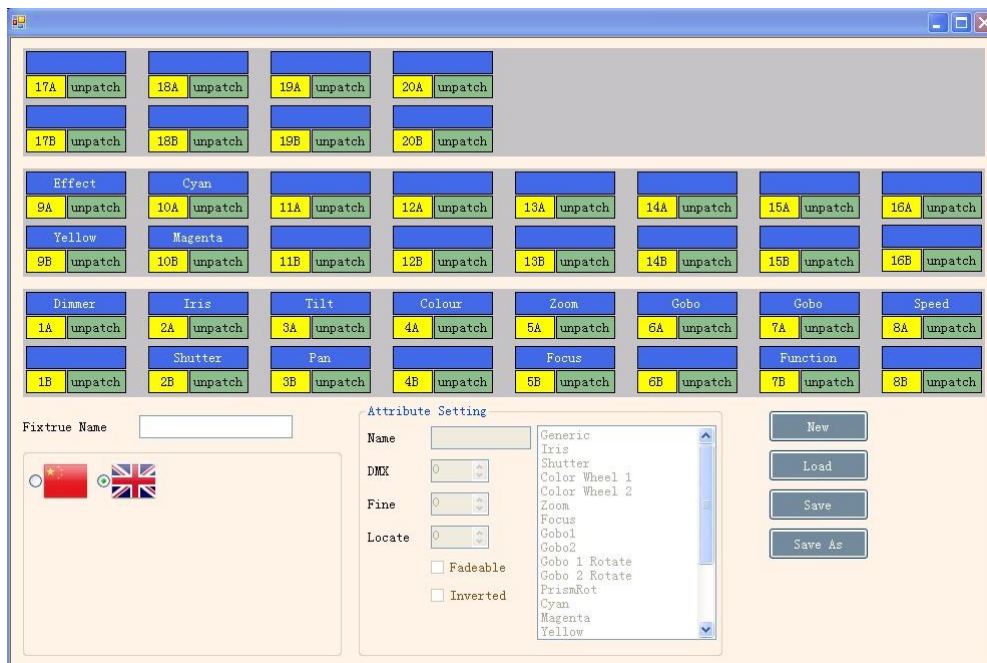 17A unpatch 18A unpatch 19A unpatch 20A unpatch
17B unpatch 18B unpatch 19B unpatch 20B unpatch
Effect Cyan
9A unpatch 10A unpatch 11A unpatch 12A unpatch 13A unpatch 14A unpatch 15A unpatch 16A unpatch
Yellow Magenta
9B unpatch 10B unpatch 11B unpatch 12B unpatch 13B unpatch 14B unpatch 15B unpatch 16B unpatch
Dimmer Iris Tilt Colour Zoom Gobo Gobo Speed
1A unpatch 2A unpatch 3A unpatch 4A unpatch 5A unpatch 6A unpatch 7A unpatch 8A unpatch
Shutter Pan Focus Function
1B unpatch 2B unpatch 3B unpatch 4B unpatch 5B unpatch 6B unpatch 7B unpatch 8B unpatch
Fixtrue Name
Attribute Setting
Name
DMX 0
Fine 0
Locate 0
Fadeable
Inverted
Generic
Iris
Shutter
Color Wheel 1
Color Wheel 2
Zoom
Focus
Gobo1
Gobo2
Gobo 1 Rotate
Gobo 2 Rotate
PrismRot
Cyan
Magenta
Yellow
New
Load
Save
Save As